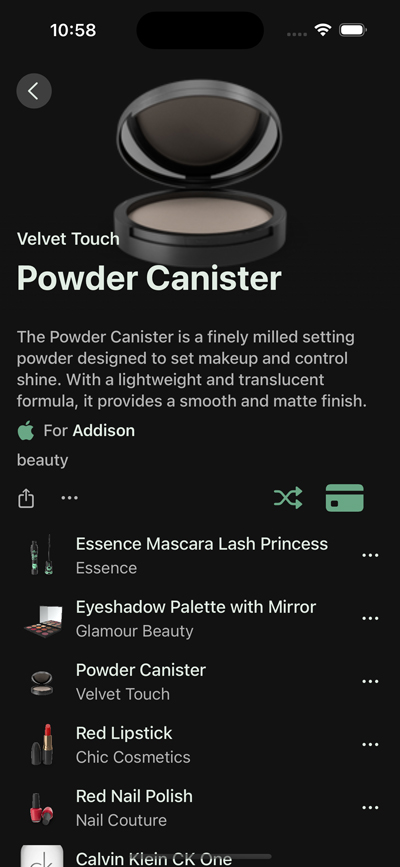 10:58
Velvet Touch
Powder Canister
The Powder Canister is a finely milled setting
powder designed to set makeup and control
shine. With a lightweight and translucent
formula, it provides a smooth and matte finish.
For Addison
beauty
Essence Mascara Lash Princess
Essence
Eyeshadow Palette with Mirror
Glamour Beauty
Powder Canister
Velvet Touch
Red Lipstick
Chic Cosmetics
Red Nail Polish
Nail Couture
Calvin Klein CK One
ck